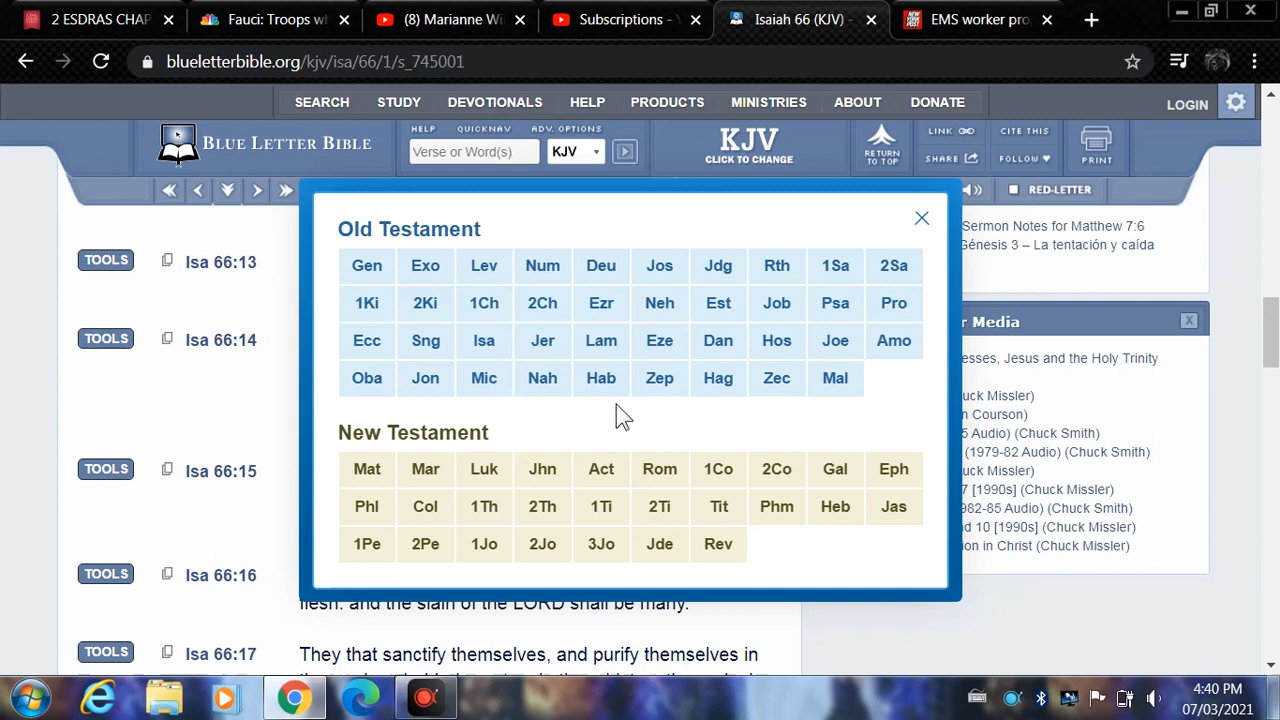 2 ESDRAS CHAP
Fauci: Troops w
(8) Marianne Wi
Subscriptions - Y
Isaiah 66 (KJV) -
EMS worker pro
blueletterbible.org/kjv/isa/66/1/s_745001
SEARCH STUDY DEVOTIONALS HELP PRODUCTS MINISTRIES ABOUT DONATE LOGIN
BLUE LETTER BIBLE
HELP QUICKNAV ADV. OPTIONS
Verse or Word(s) KJV
KJV
CLICK TO CHANGE
RETURN
TO TOP
LINK CITE THIS
SHARE FOLLOW
PRINT
RED-LETTER
Old Testament
Gen Exo Lev Num Deu Jos Jdg Rth 1Sa 2Sa
1Ki 2Ki 1Ch 2Ch Ezr Neh Est Job Psa Pro
Ecc Sng Isa Jer Lam Eze Dan Hos Joe Amo
Oba Jon Mic Nah Hab Zep Hag Zec Mal
New Testament
Mat Mar Luk Jhn Act Rom 1Co 2Co Gal Eph
Phl Col 1Th 2Th 1Ti 2Ti Tit Phm Heb Jas
1Pe 2Pe 1Jo 2Jo 3Jo Jde Rev
TOOLS Isa 66:13
TOOLS Isa 66:14
TOOLS Isa 66:15
TOOLS Isa 66:16
flesh: and the slain of the LORD shall be many.
TOOLS Isa 66:17 They that sanctify themselves, and purify themselves in
Sermon Notes for Matthew 7:6
Génesis 3 – La tentación y caída
r Media
esses, Jesus and the Holy Trinity
Chuck Missler)
n Courson)
5 Audio) (Chuck Smith)
(1979-82 Audio) (Chuck Smith)
Chuck Missler)
7 [1990s] (Chuck Missler)
982-85 Audio) (Chuck Smith)
nd 10 [1990s] (Chuck Missler)
ion in Christ (Chuck Missler)
4:40 PM
07/03/2021